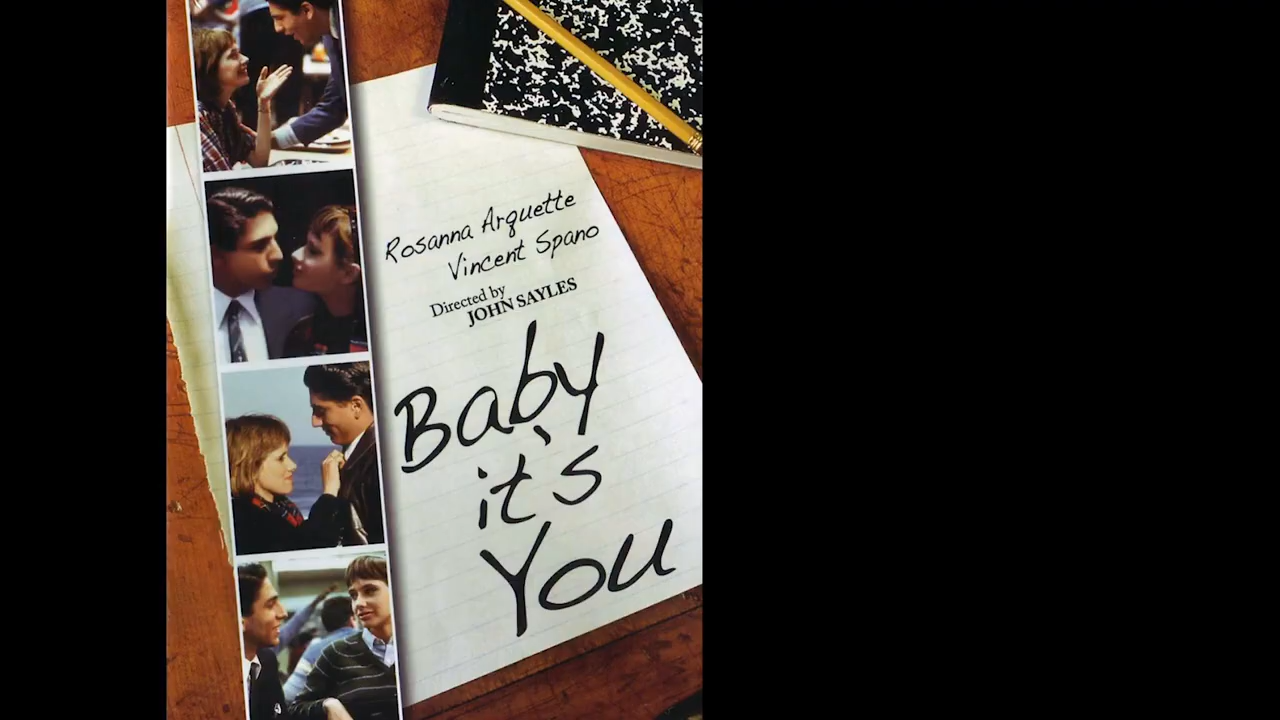 Rosanna Arquette
Vincent Spano
Directed by
JOHN SAYLES
Baby
it's
You